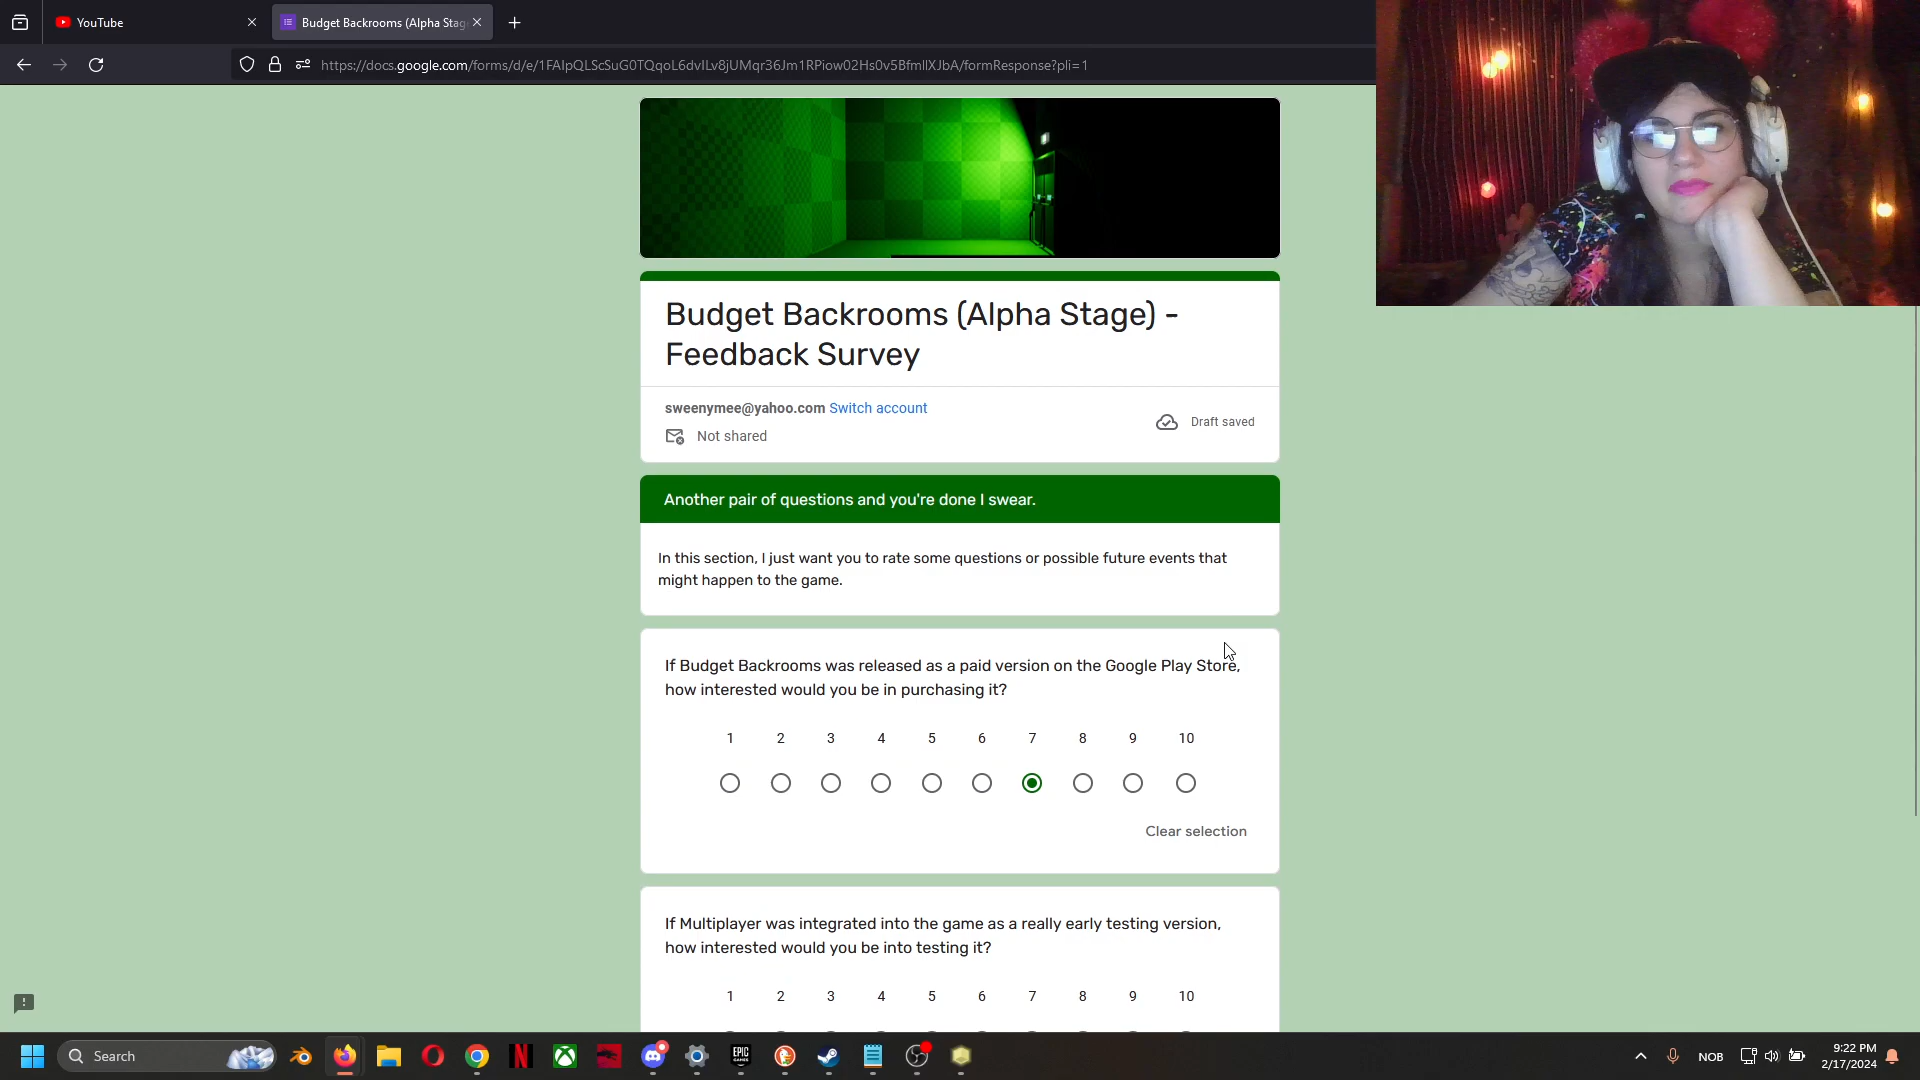 YouTube
Budget Backrooms (Alpha Stag
https://docs.google.com/forms/d/e/1FAIpQLScSuG0TQqoL6dvILv8jUMqr36Jm1RPiow02Hs0v5BfmllXJbA/formResponse?pli=1
Budget Backrooms (Alpha Stage) -
Feedback Survey
sweenymee@yahoo.com Switch account
Not shared
Draft saved
Another pair of questions and you're done I swear.
In this section, I just want you to rate some questions or possible future events that
might happen to the game.
If Budget Backrooms was released as a paid version on the Google Play Store,
how interested would you be in purchasing it?
1 2 3 4 5 6 7 8 9 10
Clear selection
If Multiplayer was integrated into the game as a really early testing version,
how interested would you be into testing it?
1 2 3 4 5 6 7 8 9 10
Search
N
EPIC
GAMES
NOB
9:22 PM
2/17/2024